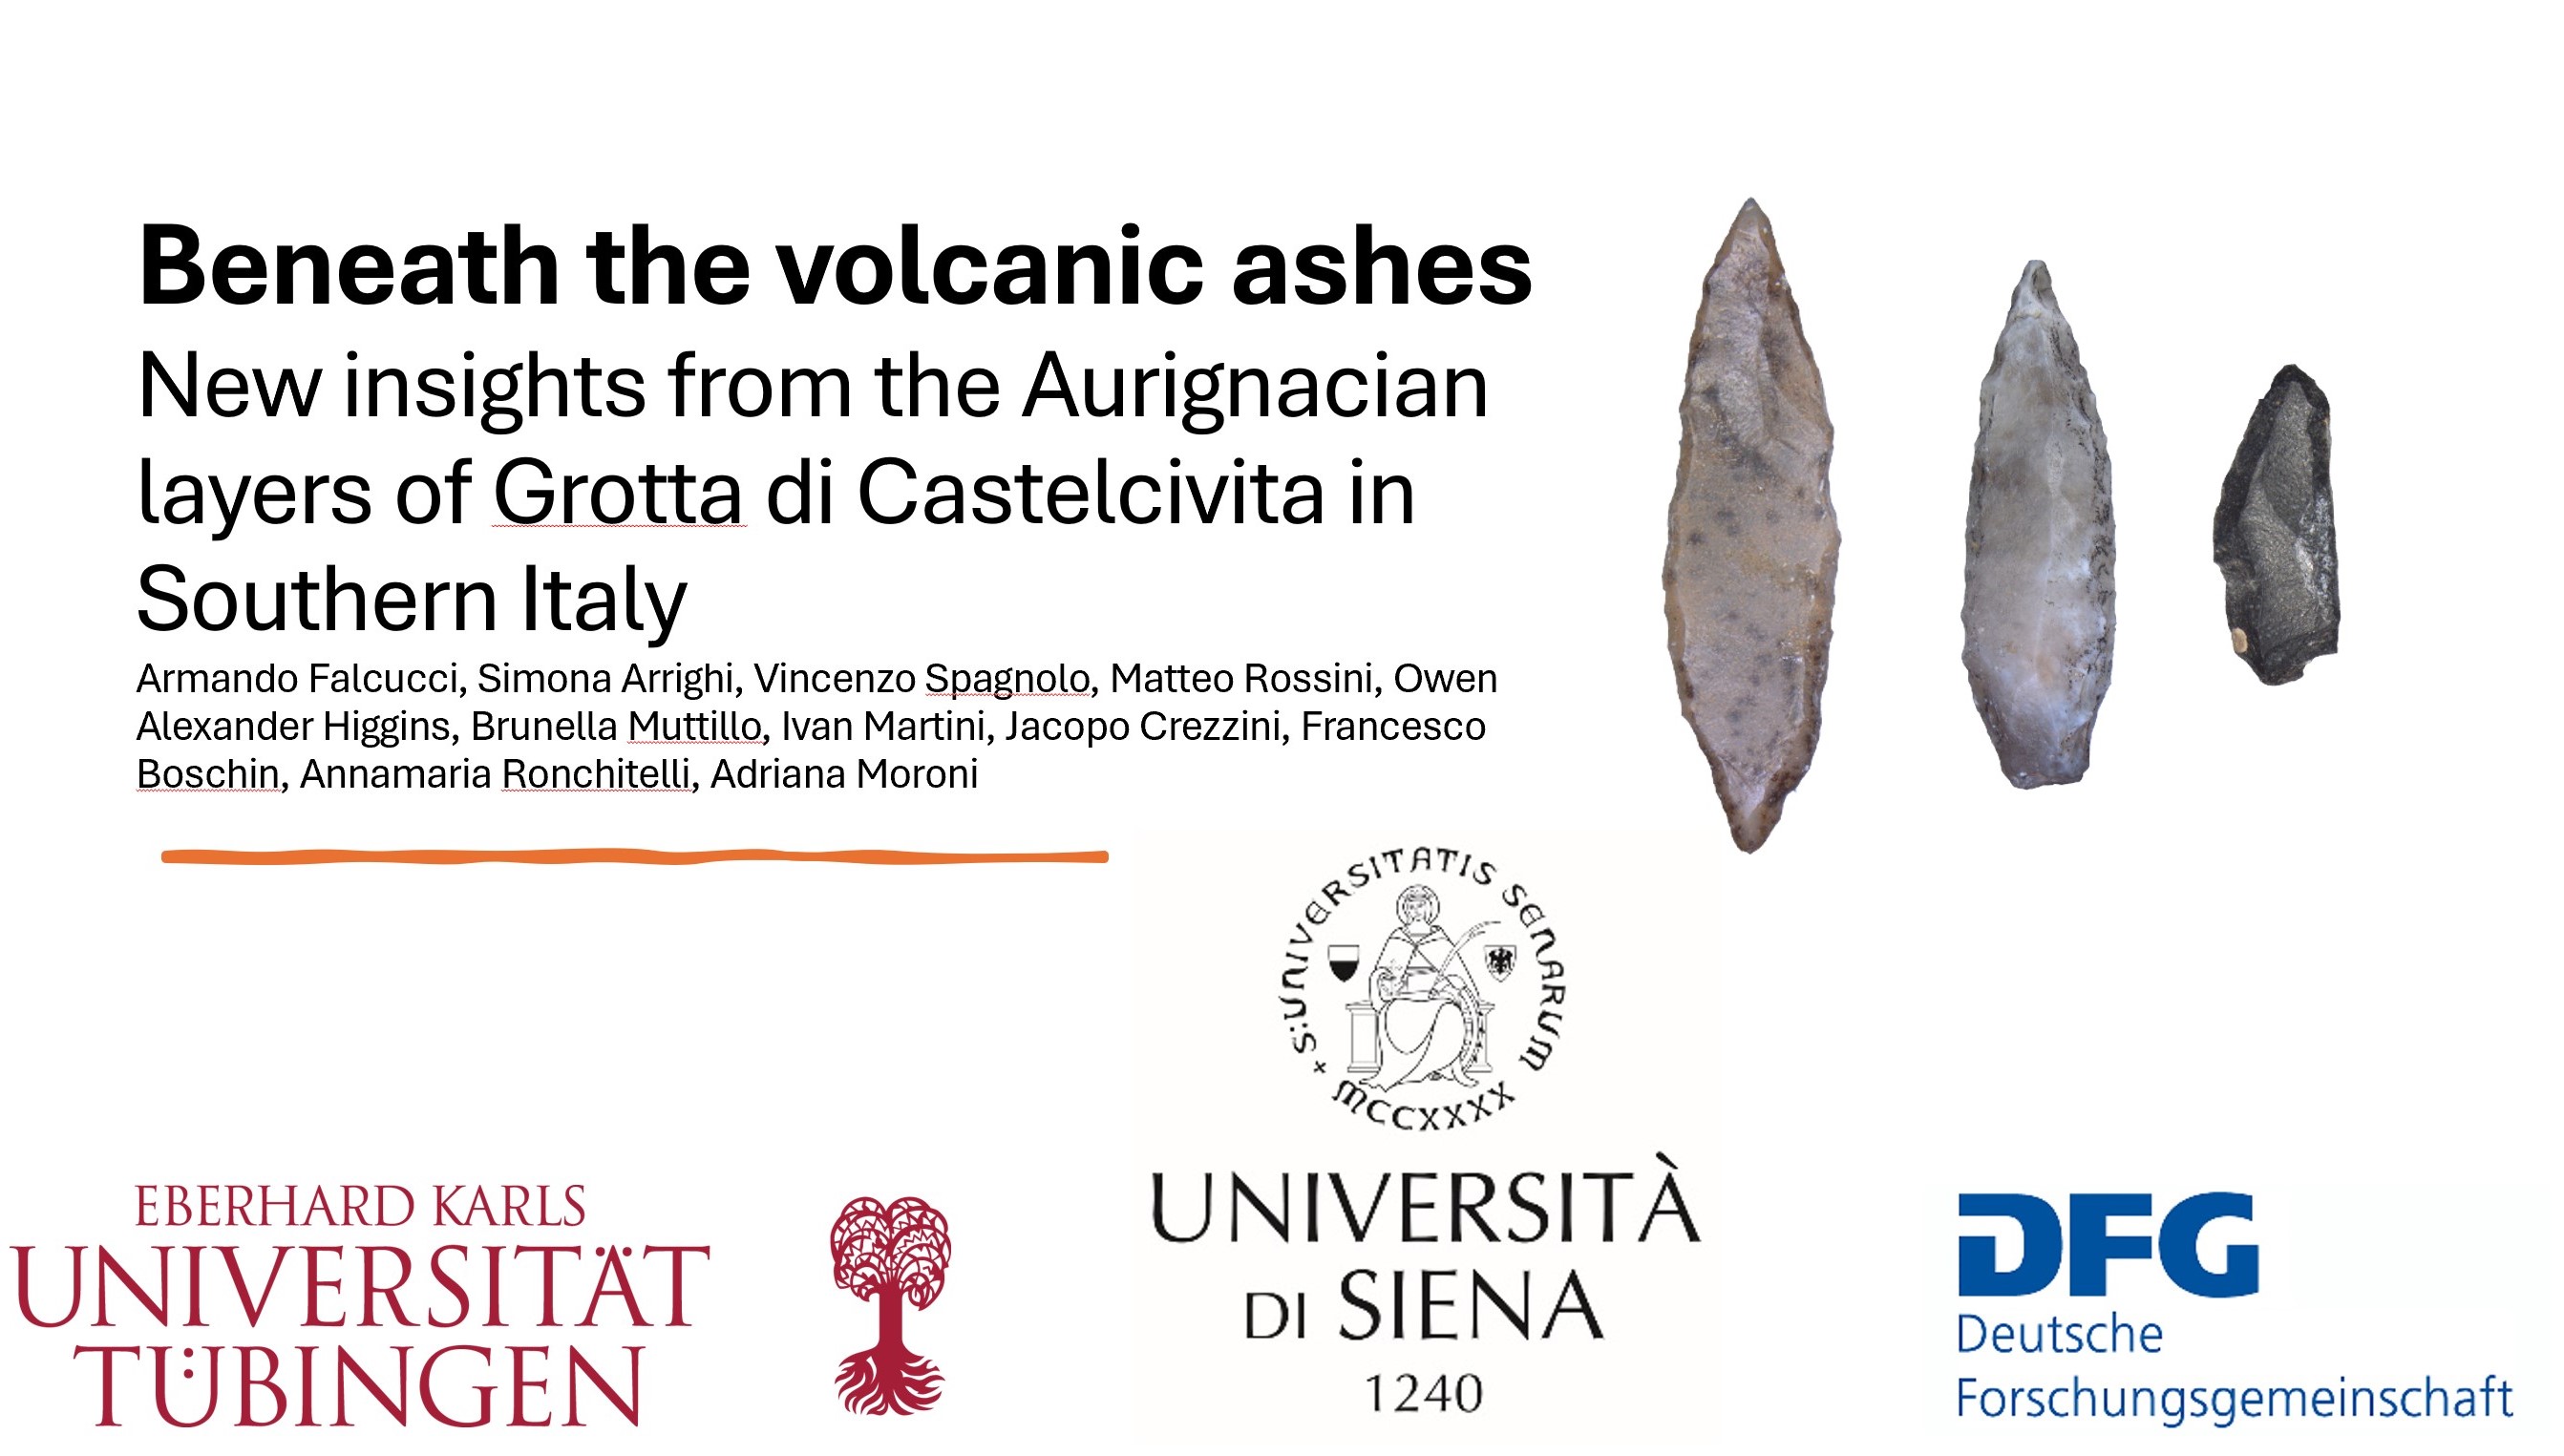 Beneath the volcanic ashes
New insights from the Aurignacian
layers of Grotta di Castelcivita in
Southern Italy
Armando Falcucci, Simona Arrighi, Vincenzo Spagnolo, Matteo Rossini, Owen
Alexander Higgins, Brunella Muttillo, Ivan Martini, Jacopo Crezzini, Francesco
Boschin, Annamaria Ronchitelli, Adriana Moroni
S:UNIVERSITATIS SENARUM
MCCXXXX
EBERHARD KARLS
UNIVERSITÄT
TÜBINGEN
UNIVERSITÀ
DI SIENA
1240
DFG
Deutsche
Forschungsgemeinschaft